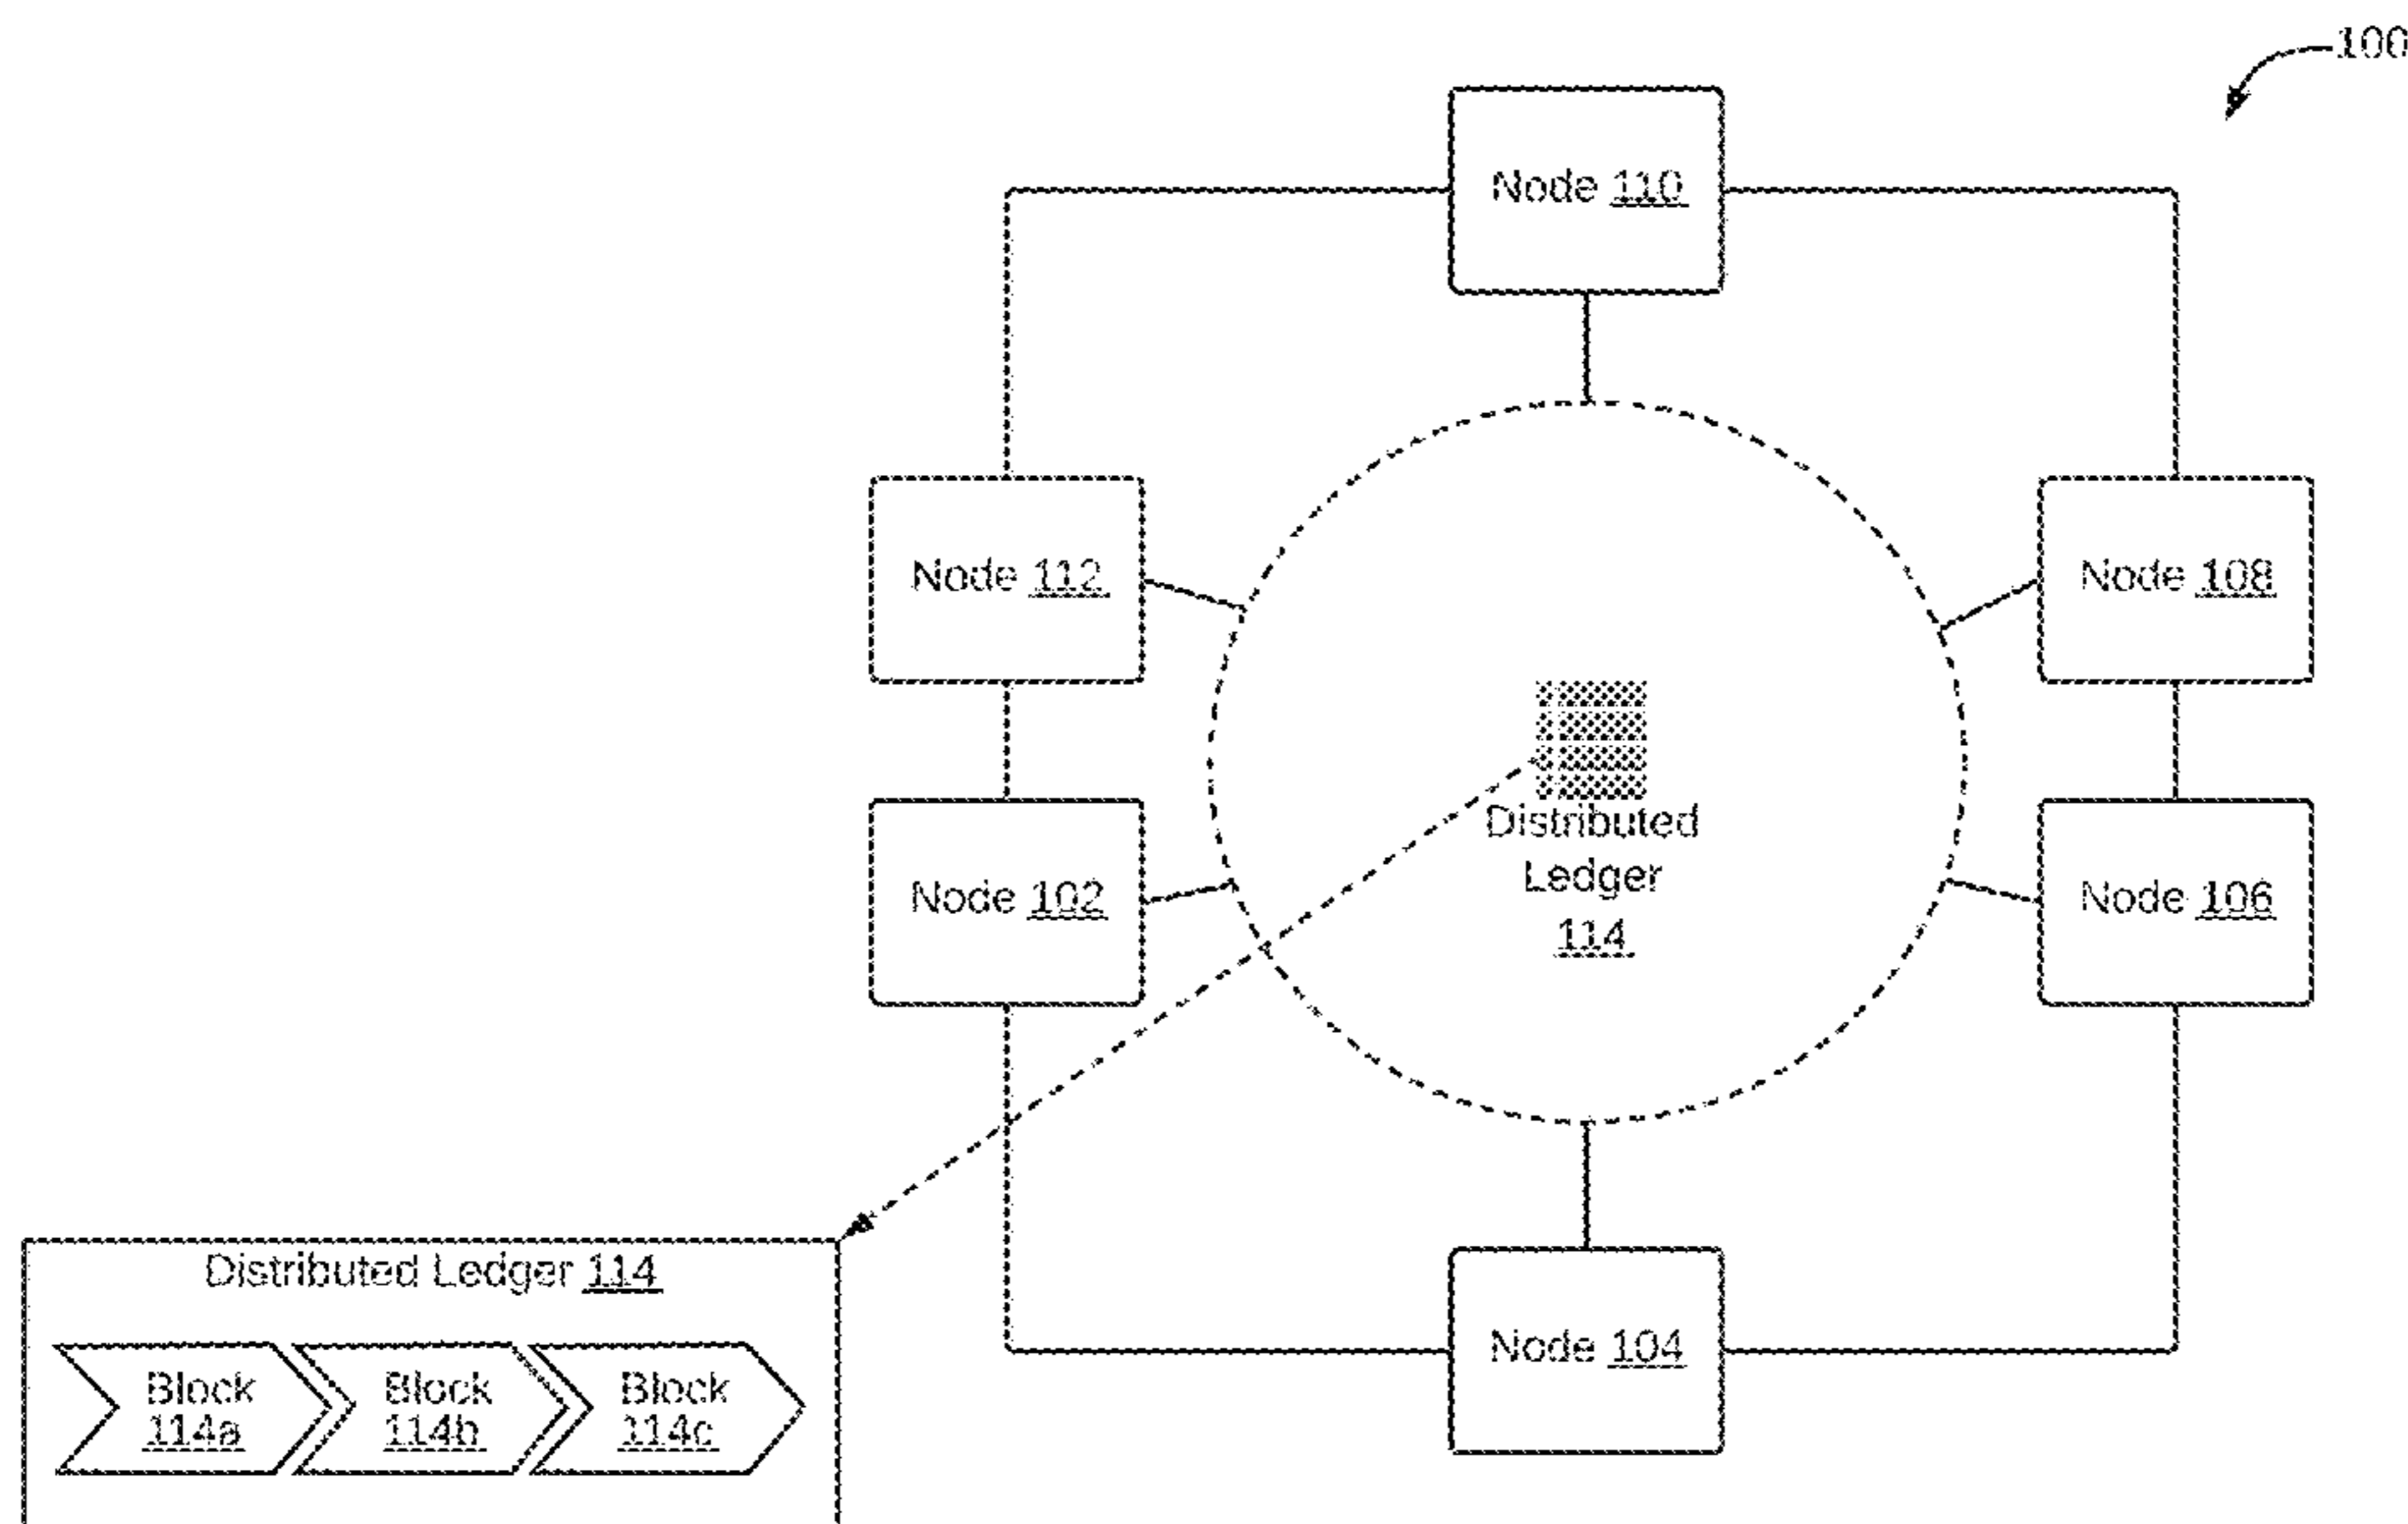 100
Node 110
Node 112
Node 108
Distributed
Ledger
114
Node 102
Node 106
Distributed Ledger 114
Node 104
Block
114a
Block
114b
Block
114c